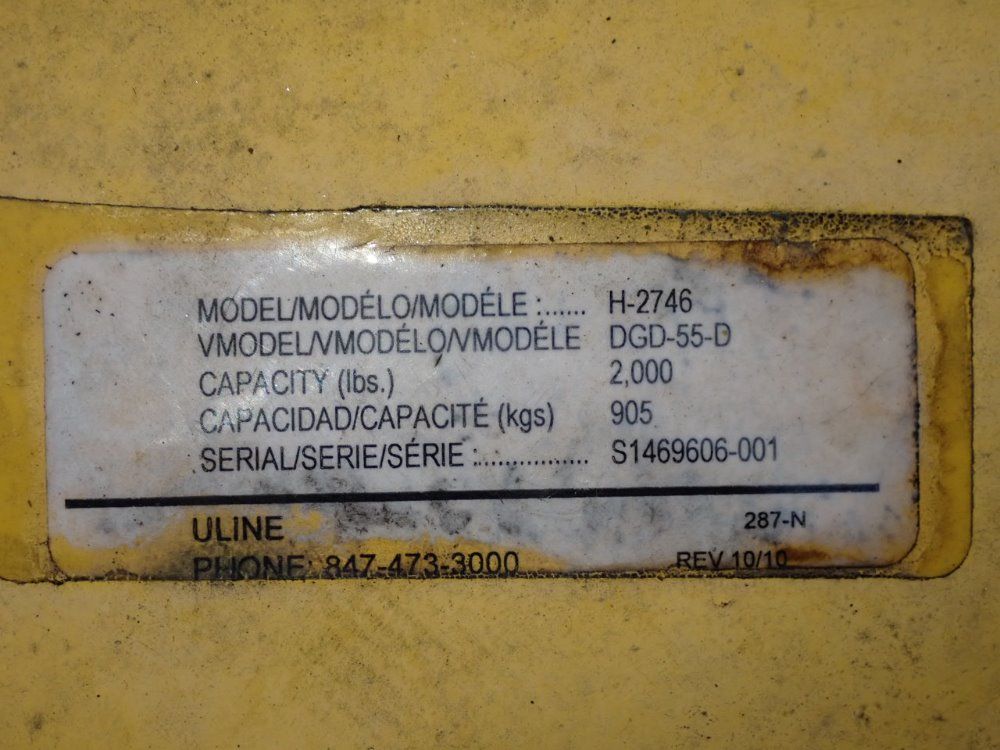 MODEL/MODÉLO/MODÉLE :...... H-2746
VMODEL/VMODÉLO/VMODÉLE DGD-55-D
CAPACITY (lbs.) 2,000
CAPACIDAD/CAPACITÉ (kgs) 905
SERIAL/SERIE/SÉRIE :................. S1469606-001
ULINE 287-N
PHONE: 847-473-3000 REV 10/10